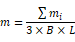 m = ∑ mᵢ / 3 × B × L